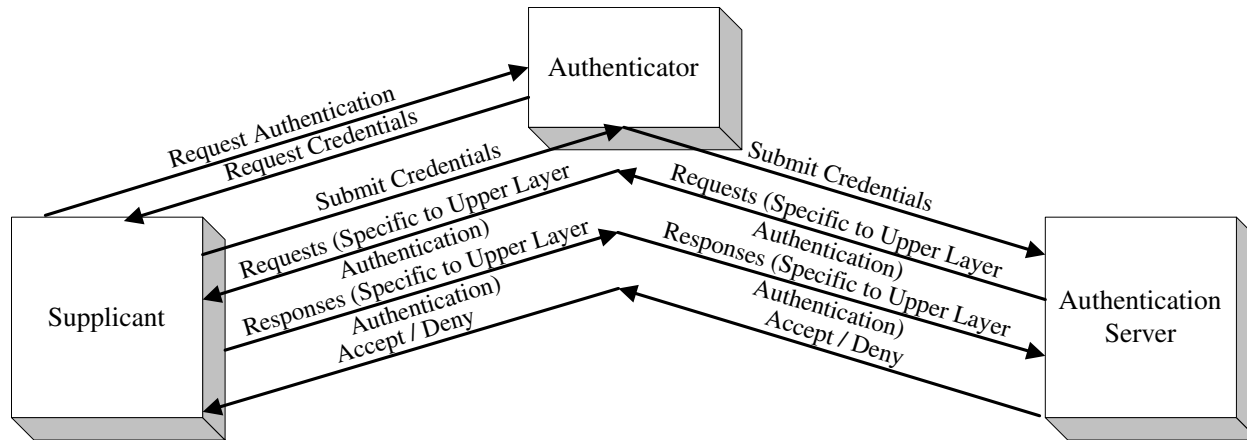 Authenticator
Request Authentication
Request Credentials
Submit Credentials
Requests (Specific to Upper Layer
Authentication)
Responses (Specific to Upper Layer
Authentication)
Accept / Deny
Submit Credentials
Requests (Specific to Upper Layer
Authentication)
Responses (Specific to Upper Layer
Authentication)
Accept / Deny
Supplicant
Authentication
Server